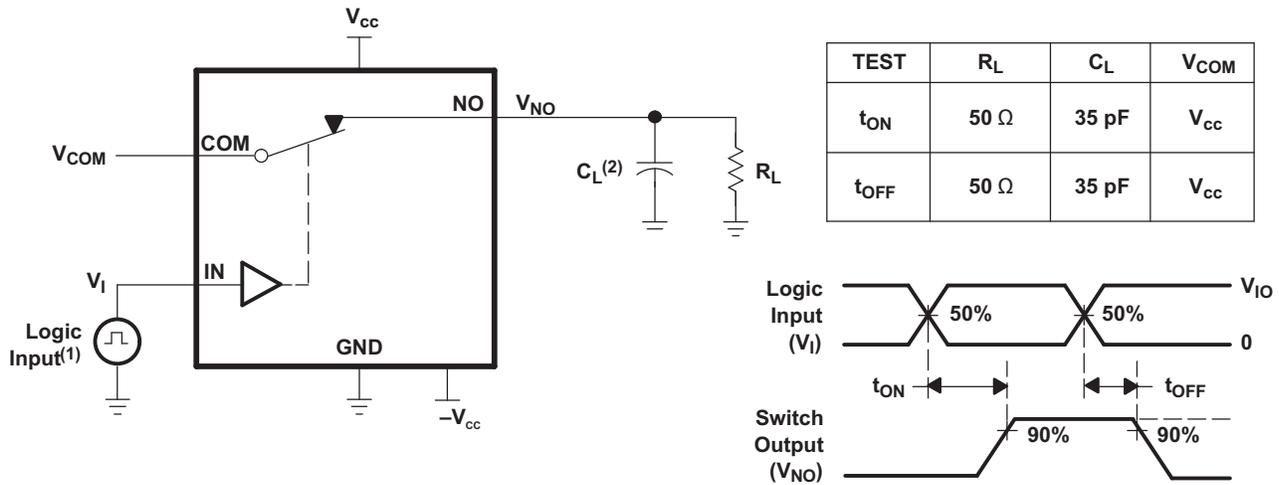 Vcc
NO
VNO
COM
VCOM
CL(2)
RL
IN
VI
Logic
Input(1)
GND
–Vcc
TEST RL CL VCOM
tON 50 Ω 35 pF Vcc
tOFF 50 Ω 35 pF Vcc
Logic
Input
(VI)
50%
50%
VIO
0
tON
tOFF
Switch
Output
(VNO)
90%
90%